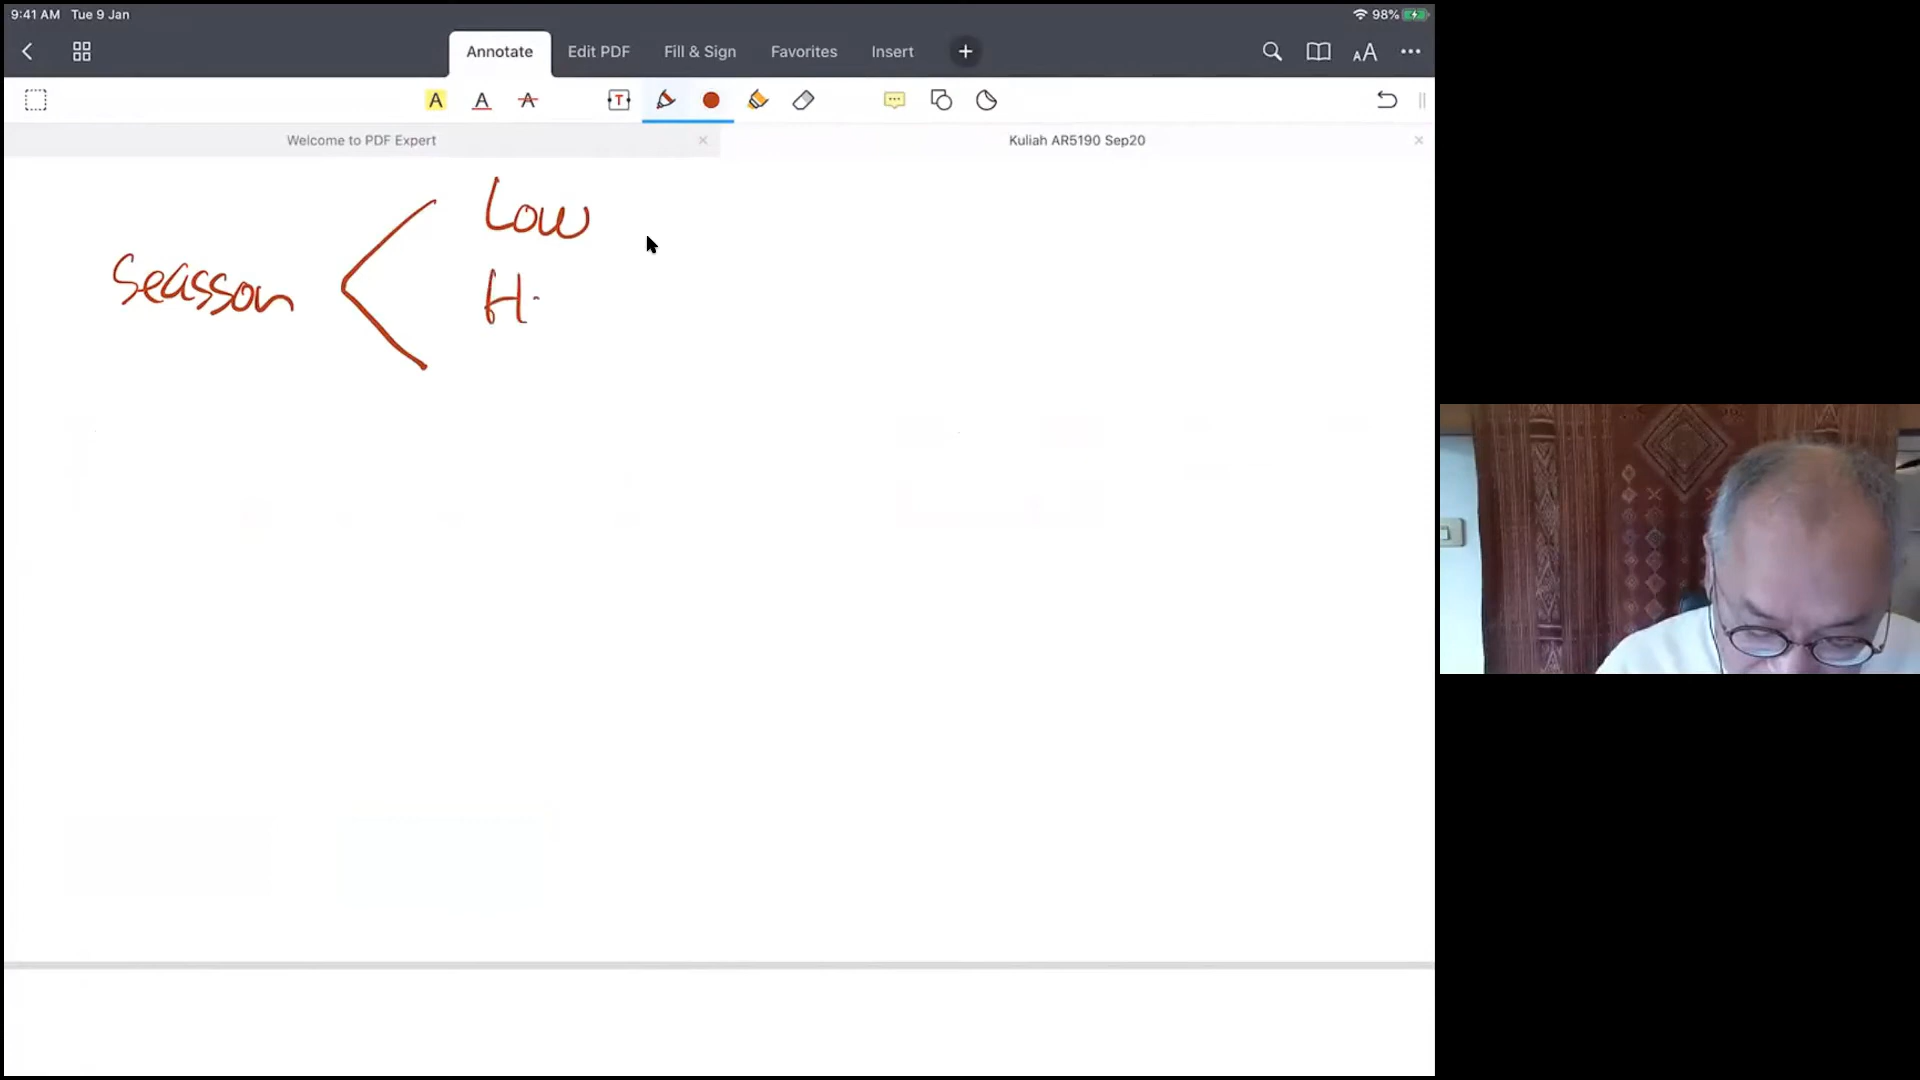 9:41 AM Tue 9 Jan
98%
Annotate Edit PDF Fill & Sign Favorites Insert
AA
A A A T
Welcome to PDF Expert
Kuliah AR5190 Sep20
Low
Seasson
H